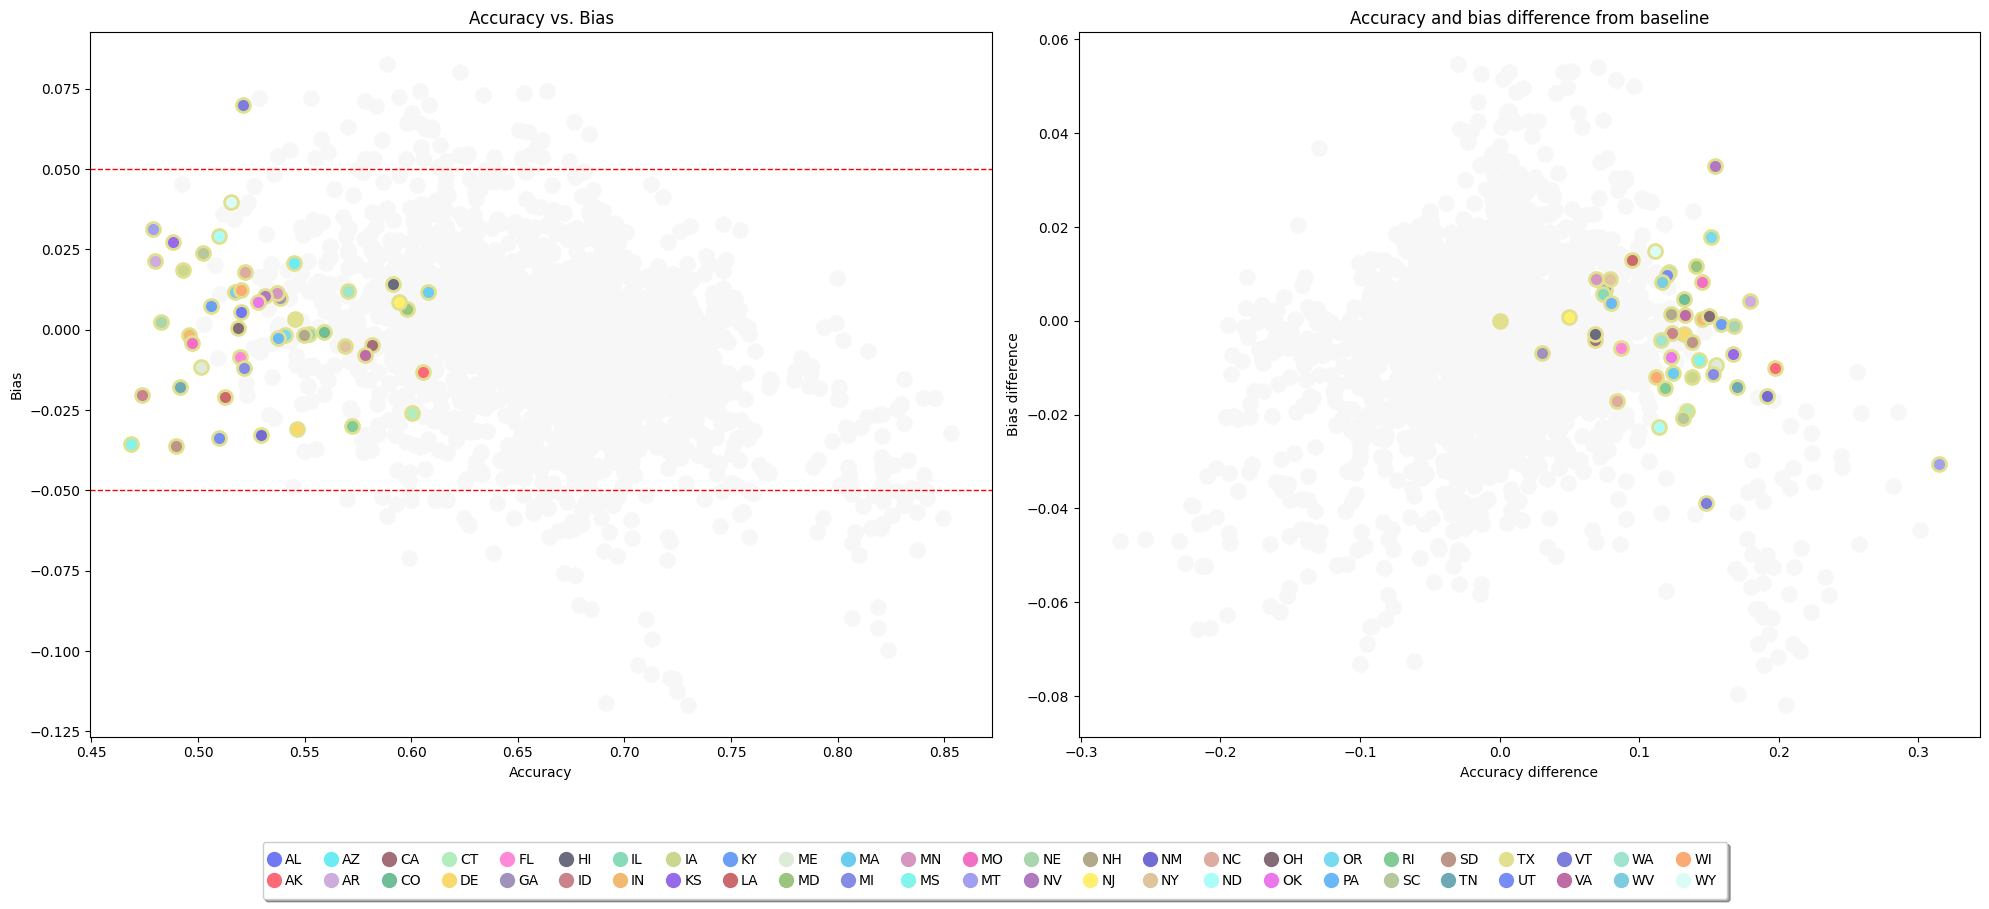 Accuracy vs. Bias
Accuracy and bias difference from baseline
0.075
0.050
0.025
0.000
−0.025
−0.050
−0.075
−0.100
−0.125
Bias
0.45 0.50 0.55 0.60 0.65 0.70 0.75 0.80 0.85
Accuracy
0.06
0.04
0.02
0.00
−0.02
−0.04
−0.06
−0.08
Bias difference
−0.3 −0.2 −0.1 0.0 0.1 0.2 0.3
Accuracy difference
AL AZ CA CT FL HI IL IA KY ME MA MN MO NE NH NM NC OH OR RI SD TX VT WA WI
AK AR CO DE GA ID IN KS LA MD MI MS MT NV NJ NY ND OK PA SC TN UT VA WV WY